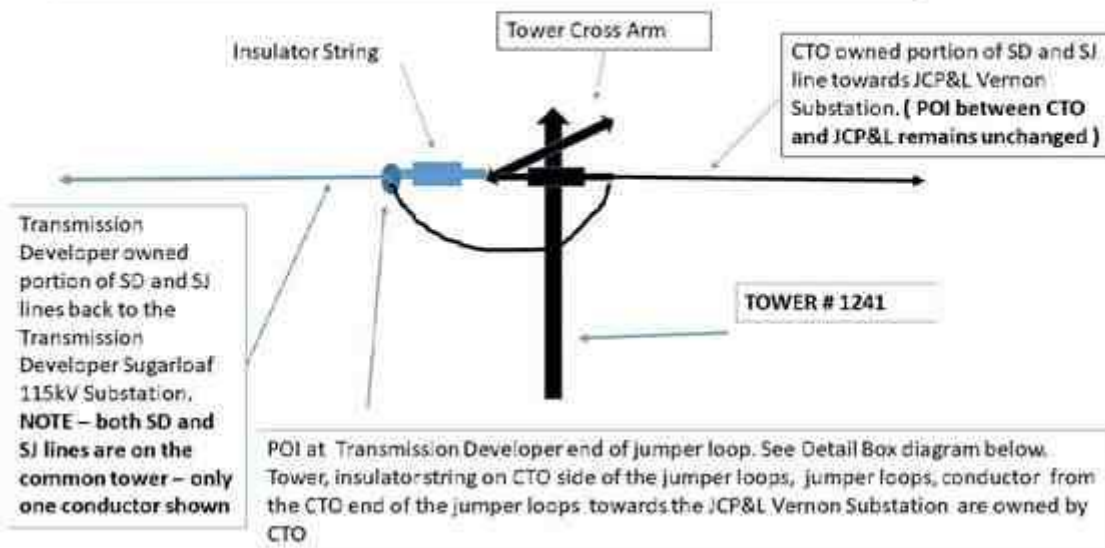 Insulator String
Tower Cross Arm
CTO owned portion of SD and SJ
line towards JCP&L Vernon
Substation. ( POI between CTO
and JCP&L remains unchanged )
Transmission
Developer owned
portion of SD and SJ
lines back to the
Transmission
Developer Sugarloaf
115kV Substation.
NOTE – both SD and
SJ lines are on the
common tower – only
one conductor shown
TOWER # 1241
POI at Transmission Developer end of jumper loop. See Detail Box diagram below.
Tower, insulator string on CTO side of the jumper loops, jumper loops, conductor from
the CTO end of the jumper loops towards the JCP&L Vernon Substation are owned by
CTO